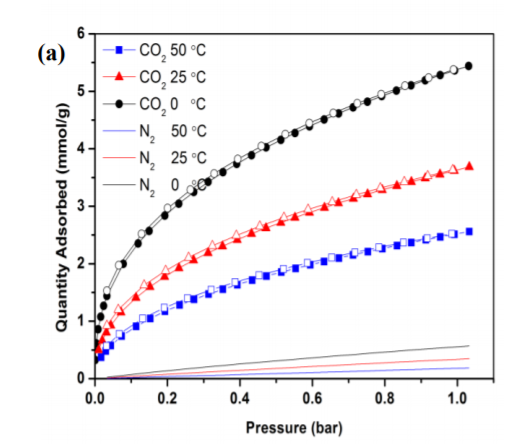 (a)
CO₂ 50 °C
CO₂ 25 °C
CO₂ 0 °C
N₂ 50 °C
N₂ 25 °C
N₂ 0 °C
Quantity Adsorbed (mmol/g)
6
5
4
3
2
1
0
0.0 0.2 0.4 0.6 0.8 1.0
Pressure (bar)